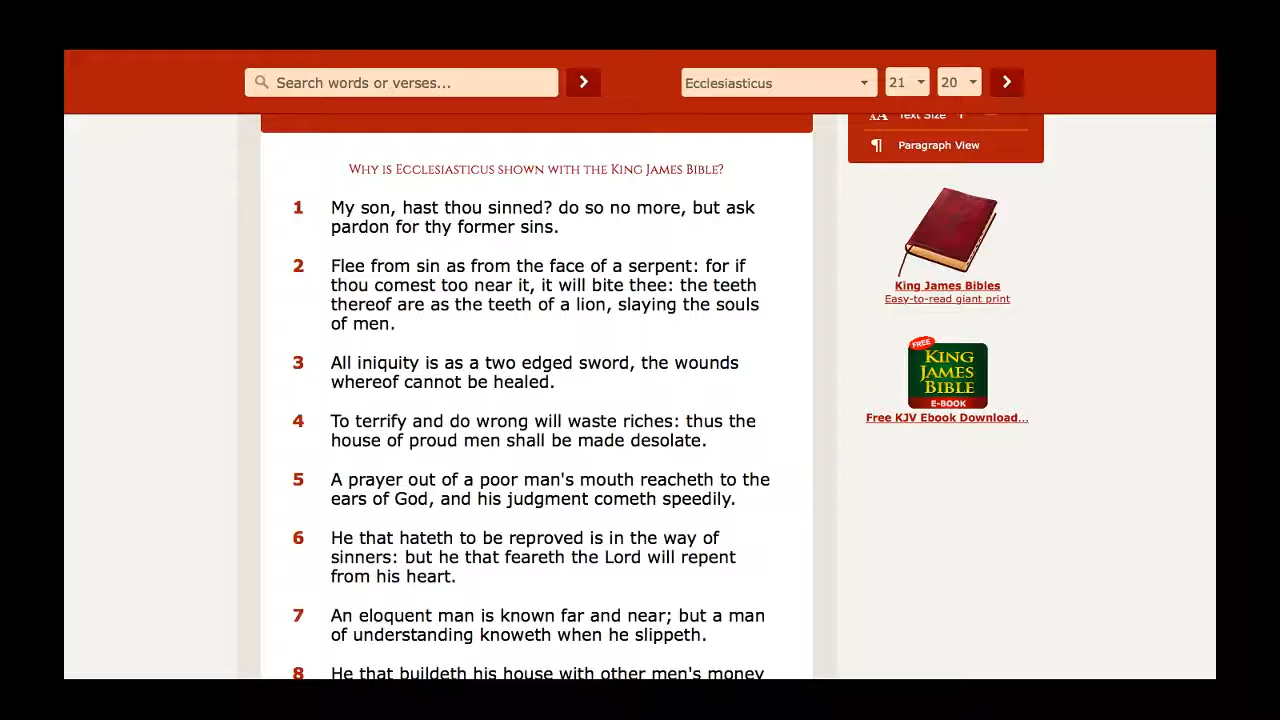 Search words or verses...
Ecclesiasticus
21
20
Text Size
Paragraph View
Why is Ecclesiasticus shown with the King James Bible?
1 My son, hast thou sinned? do so no more, but ask
pardon for thy former sins.
2 Flee from sin as from the face of a serpent: for if
thou comest too near it, it will bite thee: the teeth
thereof are as the teeth of a lion, slaying the souls
of men.
3 All iniquity is as a two edged sword, the wounds
whereof cannot be healed.
4 To terrify and do wrong will waste riches: thus the
house of proud men shall be made desolate.
5 A prayer out of a poor man's mouth reacheth to the
ears of God, and his judgment cometh speedily.
6 He that hateth to be reproved is in the way of
sinners: but he that feareth the Lord will repent
from his heart.
7 An eloquent man is known far and near; but a man
of understanding knoweth when he slippeth.
8 He that buildeth his house with other men's money
King James Bibles
Easy-to-read giant print
FREE
KING
JAMES
BIBLE
E-BOOK
Free KJV Ebook Download...